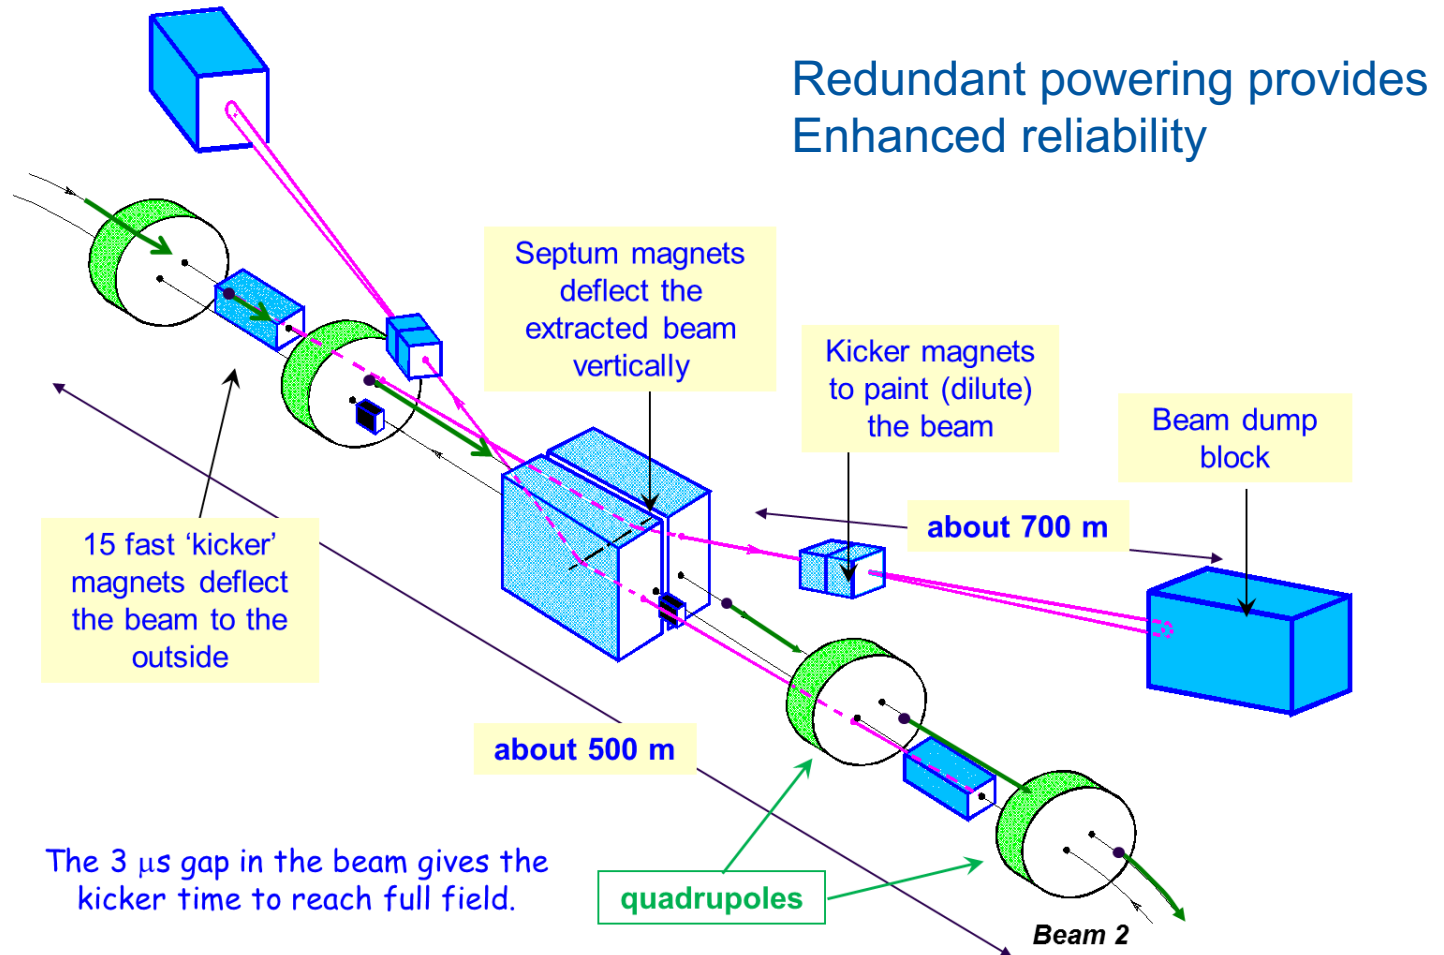 Redundant powering provides
Enhanced reliability
Septum magnets
deflect the
extracted beam
vertically
Kicker magnets
to paint (dilute)
the beam
Beam dump
block
about 700 m
15 fast ‘kicker’
magnets deflect
the beam to the
outside
about 500 m
The 3 μs gap in the beam gives the
kicker time to reach full field.
quadrupoles
Beam 2